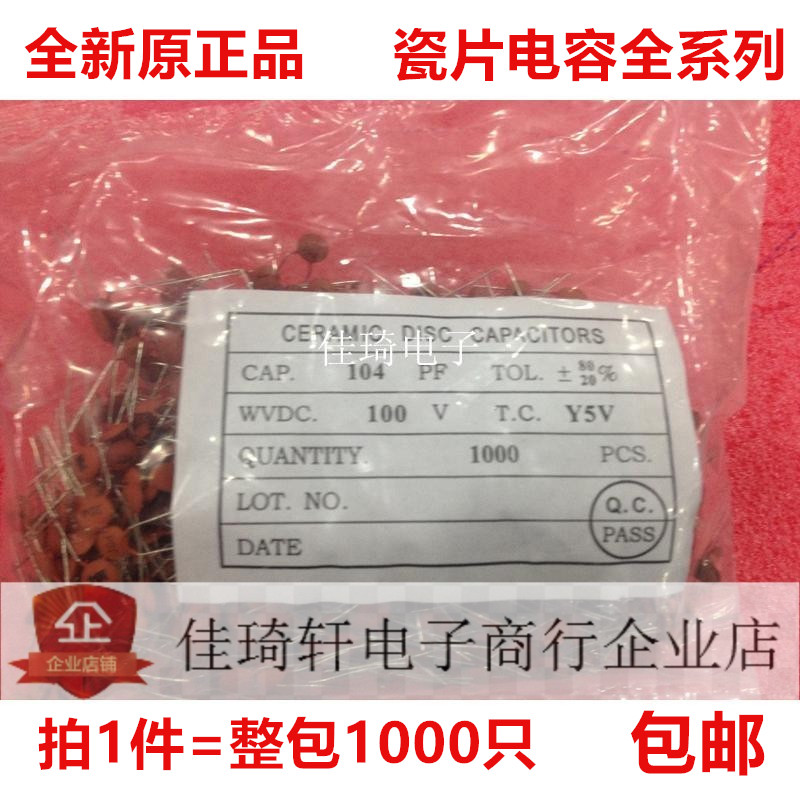 全新原正品 瓷片电容全系列
CERAMIC DISC CAPACITORS
佳琦电子
CAP. 104 PF TOL. ± 80 20 %
WVDC. 100 V T.C. Y5V
QUANTITY. 1000 PCS.
LOT. NO.
Q.C.
PASS
DATE
企
企业店铺
佳琦轩电子商行企业店
拍1件=整包1000只 包邮